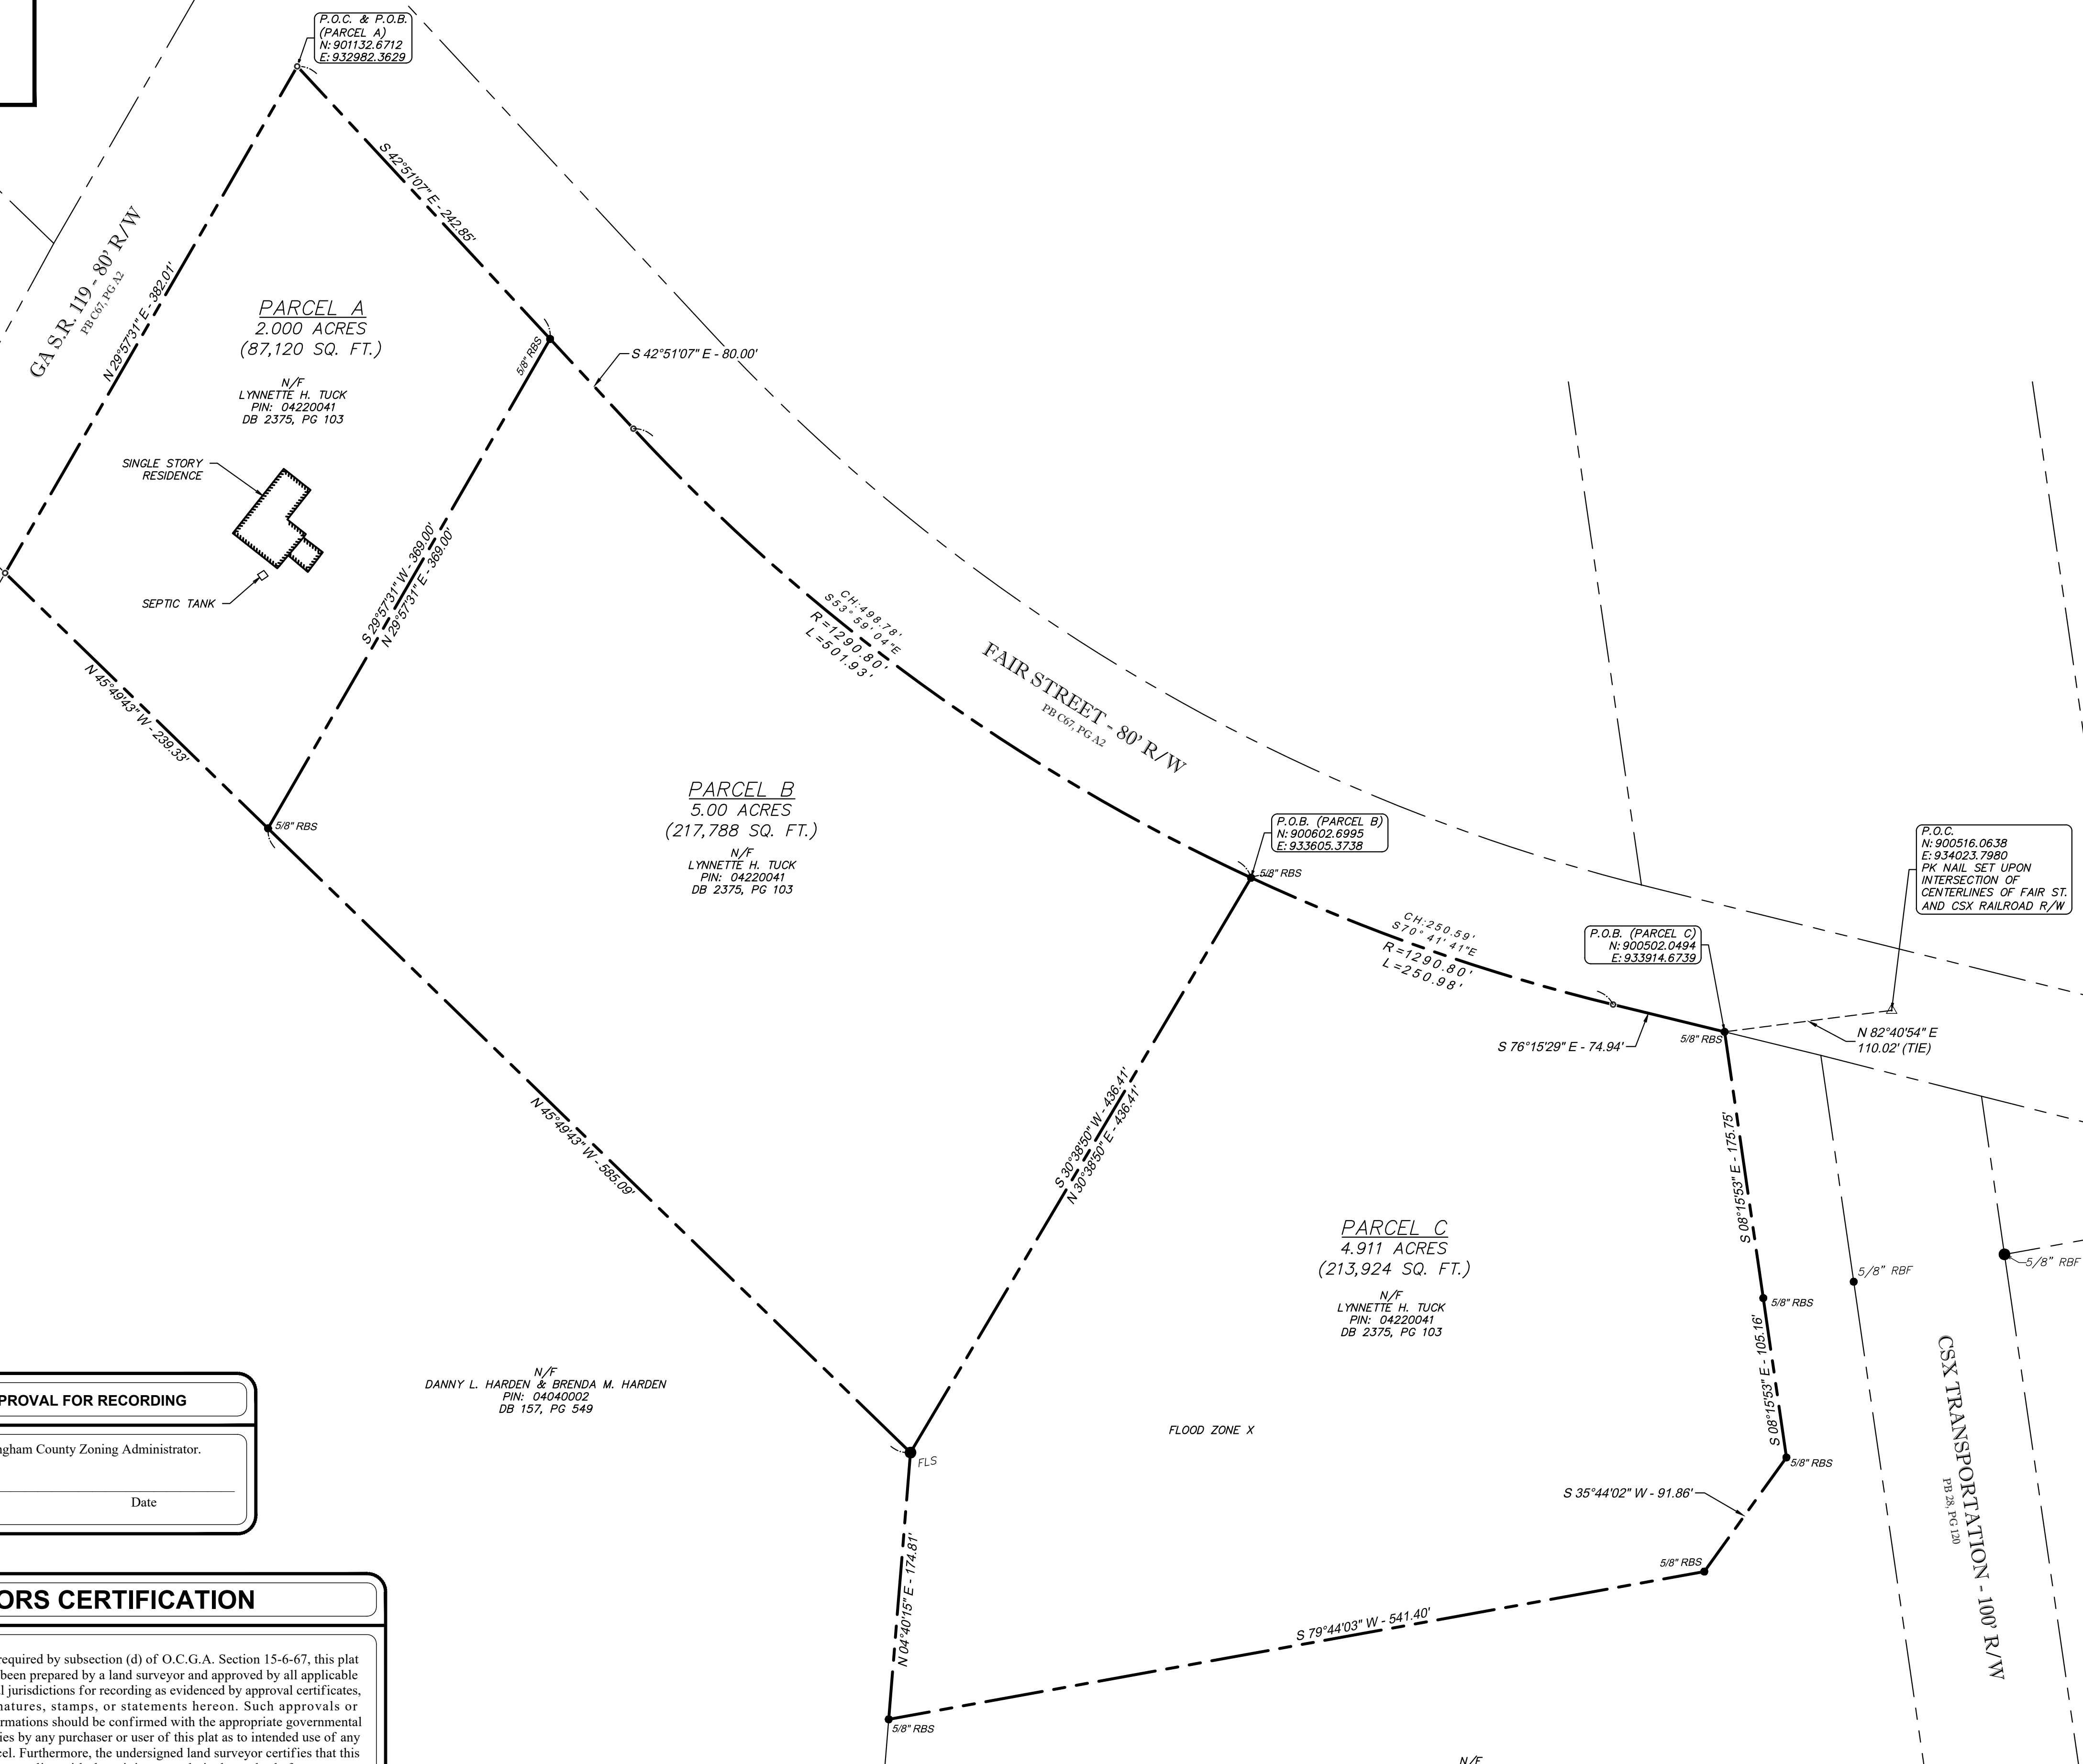 P.O.C. & P.O.B.
(PARCEL A)
N: 901132.6712
E: 932982.3629
S 42°51'07" E - 242.85'
GA S.R. 119 - 80' R/W
PB C67, PG A2
N 29°57'31" E - 382.01'
PARCEL A
2.000 ACRES
(87,120 SQ. FT.)
N/F
LYNNETTE H. TUCK
PIN: 04220041
DB 2375, PG 103
5/8" RBS
S 42°51'07" E - 80.00'
SINGLE STORY
RESIDENCE
SEPTIC TANK
S 29°57'31" W - 369.00'
N 29°57'31" E - 369.00'
N 45°49'43" W - 239.33'
5/8" RBS
CH:498.78'
S53°59'04"E
R=1290.80'
L=501.93'
FAIR STREET - 80' R/W
PB C67, PG A2
PARCEL B
5.00 ACRES
(217,788 SQ. FT.)
N/F
LYNNETTE H. TUCK
PIN: 04220041
DB 2375, PG 103
P.O.B. (PARCEL B)
N: 900602.6995
E: 933605.3738
5/8" RBS
P.O.C.
N: 900516.0638
E: 934023.7980
PK NAIL SET UPON
INTERSECTION OF
CENTERLINES OF FAIR ST.
AND CSX RAILROAD R/W
CH:250.59'
S70°41'41"E
R=1290.80'
L=250.98'
P.O.B. (PARCEL C)
N: 900502.0494
E: 933914.6739
S 76°15'29" E - 74.94'
5/8" RBS
N 82°40'54" E
110.02' (TIE)
N 45°49'43" W - 585.09'
S 30°38'50" W - 436.41'
N 30°38'50" E - 436.41'
S 08°15'53" E - 175.75'
PARCEL C
4.911 ACRES
(213,924 SQ. FT.)
N/F
LYNNETTE H. TUCK
PIN: 04220041
DB 2375, PG 103
5/8" RBF
5/8" RBF
5/8" RBS
S 08°15'53" E - 105.16'
CSX TRANSPORTATION - 100' R/W
PB 28, PG 120
N/F
DANNY L. HARDEN & BRENDA M. HARDEN
PIN: 04040002
DB 157, PG 549
FLOOD ZONE X
FLS
5/8" RBS
S 35°44'02" W - 91.86'
5/8" RBS
N 04°40'15" E - 174.81'
S 79°44'03" W - 541.40'
5/8" RBS
N/F
PROVAL FOR RECORDING
ngham County Zoning Administrator.
Date
ORS CERTIFICATION
required by subsection (d) of O.C.G.A. Section 15-6-67, this plat
been prepared by a land surveyor and approved by all applicable
l jurisdictions for recording as evidenced by approval certificates,
natures, stamps, or statements hereon. Such approvals or
rmations should be confirmed with the appropriate governmental
ies by any purchaser or user of this plat as to intended use of any
cel. Furthermore, the undersigned land surveyor certifies that this